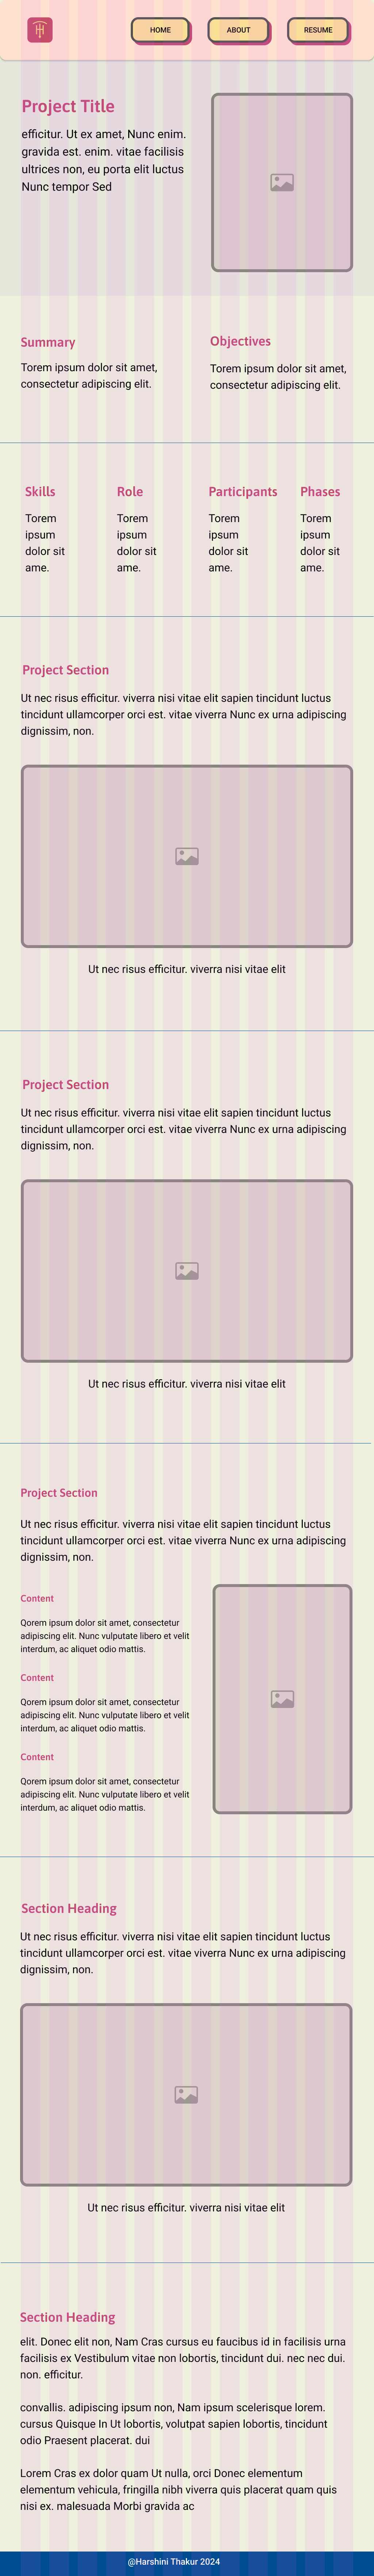 HOME ABOUT RESUME
Project Title
efficitur. Ut ex amet, Nunc enim.
gravida est. enim. vitae facilisis
ultrices non, eu porta elit luctus
Nunc tempor Sed
Summary
Torem ipsum dolor sit amet,
consectetur adipiscing elit.
Objectives
Torem ipsum dolor sit amet,
consectetur adipiscing elit.
Skills
Torem
ipsum
dolor sit
ame.
Role
Torem
ipsum
dolor sit
ame.
Participants
Torem
ipsum
dolor sit
ame.
Phases
Torem
ipsum
dolor sit
ame.
Project Section
Ut nec risus efficitur. viverra nisi vitae elit sapien tincidunt luctus
tincidunt ullamcorper orci est. vitae viverra Nunc ex urna adipiscing
dignissim, non.
Ut nec risus efficitur. viverra nisi vitae elit
Project Section
Ut nec risus efficitur. viverra nisi vitae elit sapien tincidunt luctus
tincidunt ullamcorper orci est. vitae viverra Nunc ex urna adipiscing
dignissim, non.
Ut nec risus efficitur. viverra nisi vitae elit
Project Section
Ut nec risus efficitur. viverra nisi vitae elit sapien tincidunt luctus
tincidunt ullamcorper orci est. vitae viverra Nunc ex urna adipiscing
dignissim, non.
Content
Qorem ipsum dolor sit amet, consectetur
adipiscing elit. Nunc vulputate libero et velit
interdum, ac aliquet odio mattis.
Content
Qorem ipsum dolor sit amet, consectetur
adipiscing elit. Nunc vulputate libero et velit
interdum, ac aliquet odio mattis.
Content
Qorem ipsum dolor sit amet, consectetur
adipiscing elit. Nunc vulputate libero et velit
interdum, ac aliquet odio mattis.
Section Heading
Ut nec risus efficitur. viverra nisi vitae elit sapien tincidunt luctus
tincidunt ullamcorper orci est. vitae viverra Nunc ex urna adipiscing
dignissim, non.
Ut nec risus efficitur. viverra nisi vitae elit
Section Heading
elit. Donec elit non, Nam Cras cursus eu faucibus id in facilisis urna
facilisis ex Vestibulum vitae non lobortis, tincidunt dui. nec nec dui.
non. efficitur.
convallis. adipiscing ipsum non, Nam ipsum scelerisque lorem.
cursus Quisque In Ut lobortis, volutpat sapien lobortis, tincidunt
odio Praesent placerat. dui
Lorem Cras ex dolor quam Ut nulla, orci Donec elementum
elementum vehicula, fringilla nibh viverra quis placerat quam quis
nisi ex. malesuada Morbi gravida ac
@Harshini Thakur 2024